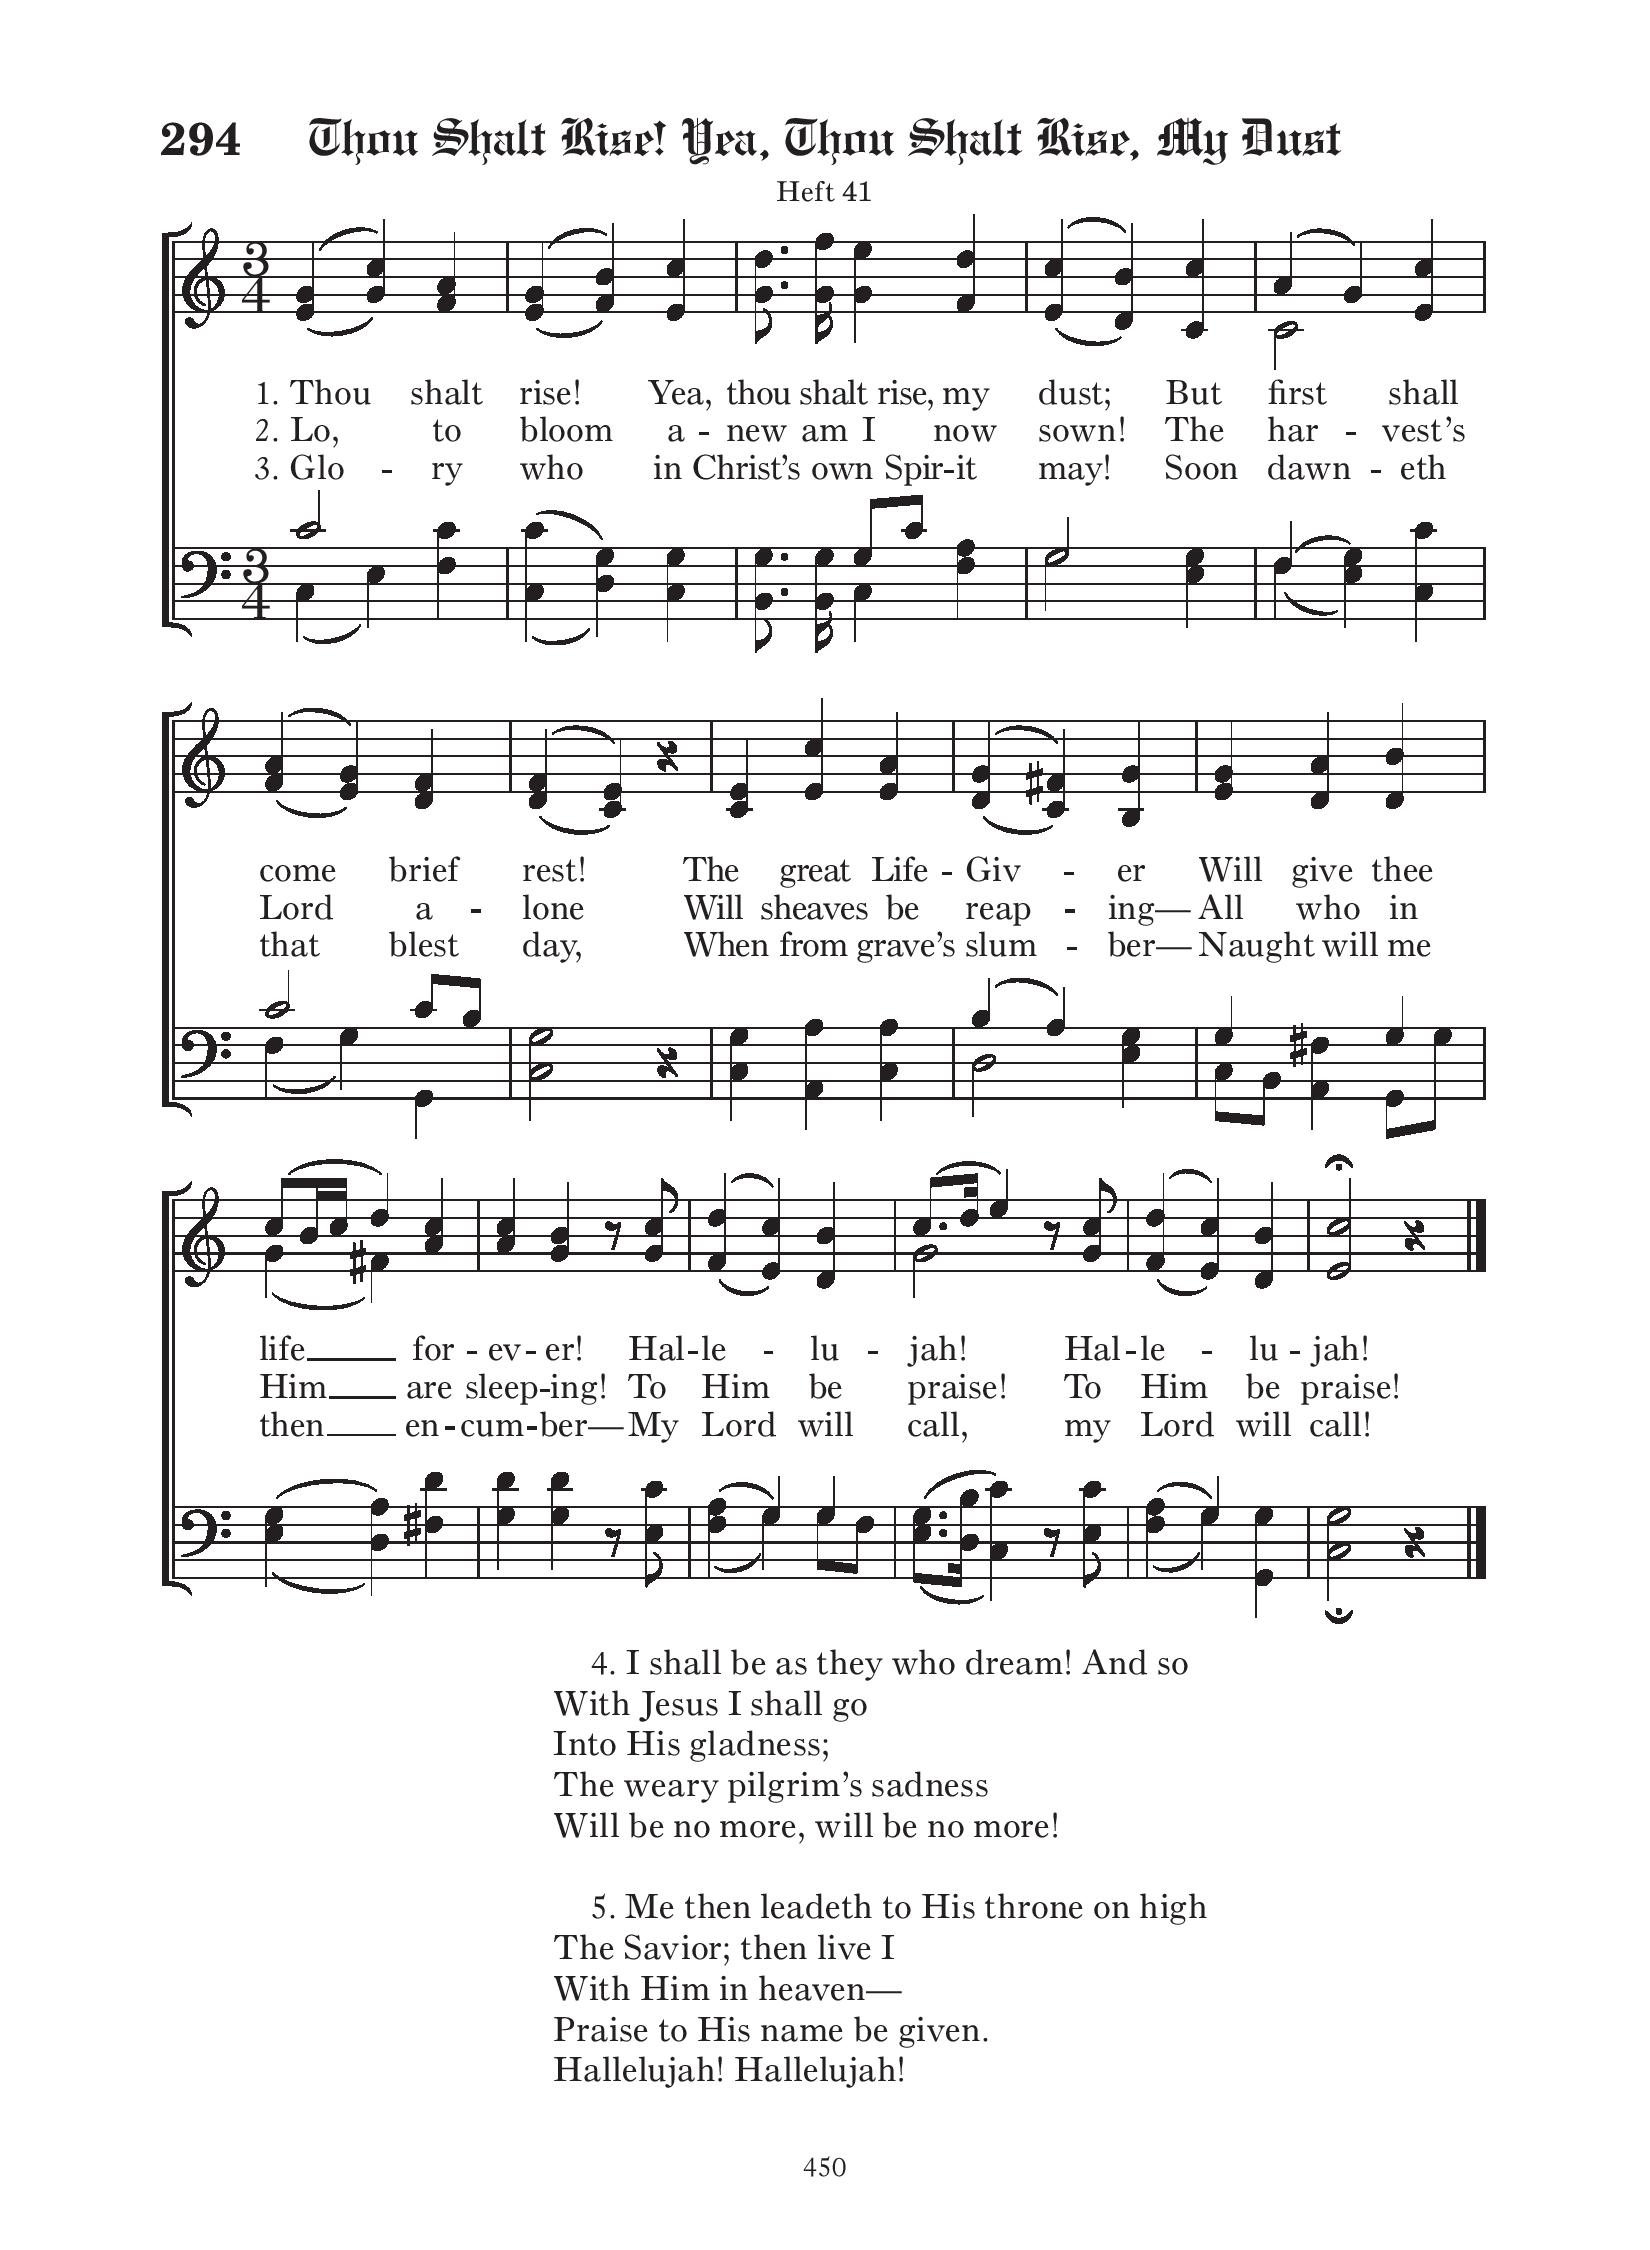 294 Thou Shalt Rise! Yea, Thou Shalt Rise, My Dust
Heft 41
3 4
1. Thou shalt rise! Yea, thou shalt rise, my dust; But first shall
2. Lo, to bloom a - new am I now sown! The har - vest's
3. Glo - ry who in Christ's own Spir-it may! Soon dawn - eth
3 4
come brief rest! The great Life - Giv - er Will give thee
Lord a - lone Will sheaves be reap - ing— All who in
that blest day, When from grave's slum - ber— Naught will me
life for - ev - er! Hal-le - lu - jah! Hal-le - lu - jah!
Him are sleep-ing! To Him be praise! To Him be praise!
then en-cum-ber—My Lord will call, my Lord will call!
4. I shall be as they who dream! And so
With Jesus I shall go
Into His gladness;
The weary pilgrim's sadness
Will be no more, will be no more!
5. Me then leadeth to His throne on high
The Savior; then live I
With Him in heaven—
Praise to His name be given.
Hallelujah! Hallelujah!
450